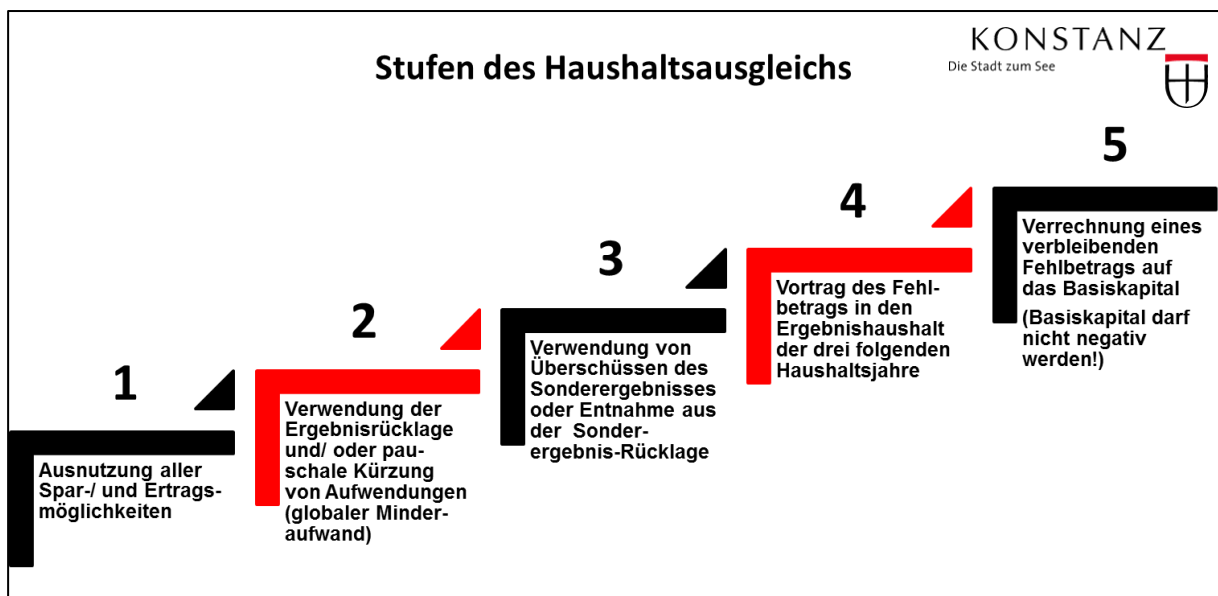 Stufen des Haushaltsausgleichs
KONSTANZ
Die Stadt zum See
1
Ausnutzung aller
Spar-/ und Ertrags-
möglichkeiten
2
Verwendung der
Ergebnisrücklage
und/ oder pau-
schale Kürzung
von Aufwendungen
(globaler Minder-
aufwand)
3
Verwendung von
Überschüssen des
Sonderergebnisses
oder Entnahme aus
der Sonder-
ergebnis-Rücklage
4
Vortrag des Fehl-
betrags in den
Ergebnishaushalt
der drei folgenden
Haushaltsjahre
5
Verrechnung eines
verbleibenden
Fehlbetrags auf
das Basiskapital
(Basiskapital darf
nicht negativ
werden!)